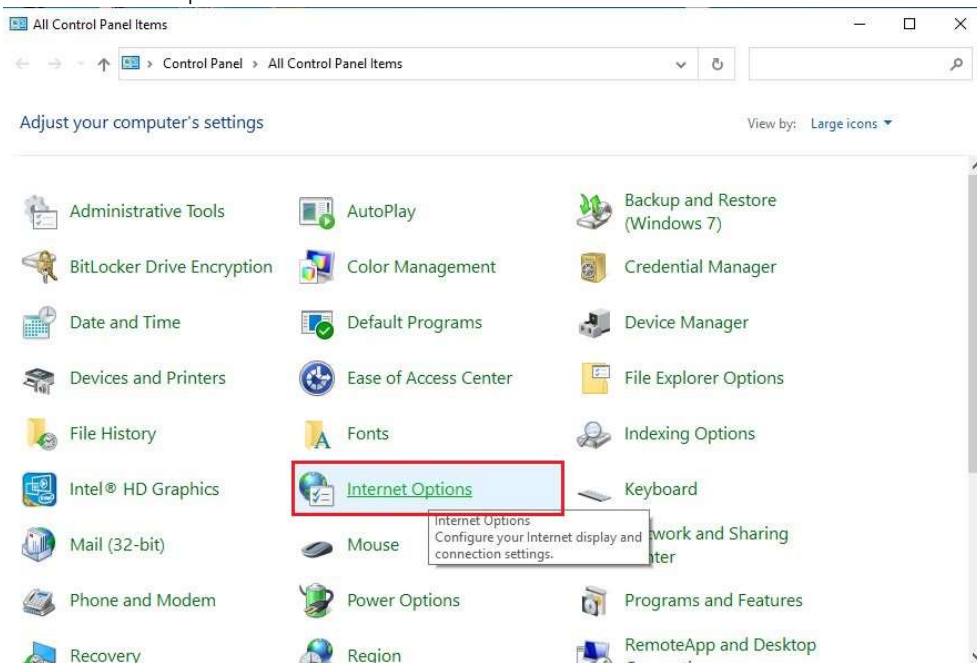 All Control Panel Items
Control Panel > All Control Panel Items
Adjust your computer's settings
View by: Large icons
Administrative Tools
AutoPlay
Backup and Restore
(Windows 7)
BitLocker Drive Encryption
Color Management
Credential Manager
Date and Time
Default Programs
Device Manager
Devices and Printers
Ease of Access Center
File Explorer Options
File History
Fonts
Indexing Options
Intel® HD Graphics
Internet Options
Keyboard
Internet Options
Configure your Internet display and
connection settings.
Mail (32-bit)
Mouse
work and Sharing
nter
Phone and Modem
Power Options
Programs and Features
Recovery
Region
RemoteApp and Desktop